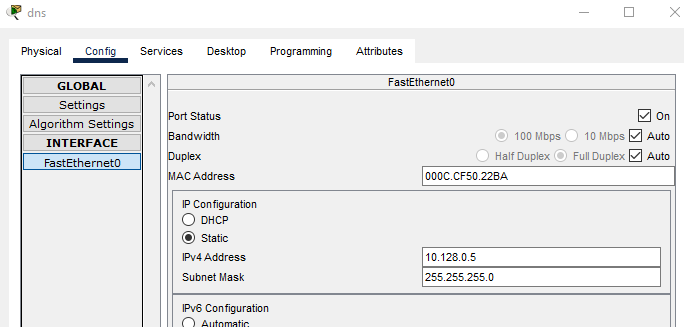 dns
Physical Config Services Desktop Programming Attributes
GLOBAL
Settings
Algorithm Settings
INTERFACE
FastEthernet0
FastEthernet0
Port Status On
Bandwidth 100 Mbps 10 Mbps Auto
Duplex Half Duplex Full Duplex Auto
MAC Address 000C.CF50.22BA
IP Configuration
DHCP
Static
IPv4 Address 10.128.0.5
Subnet Mask 255.255.255.0
IPv6 Configuration
Automatic